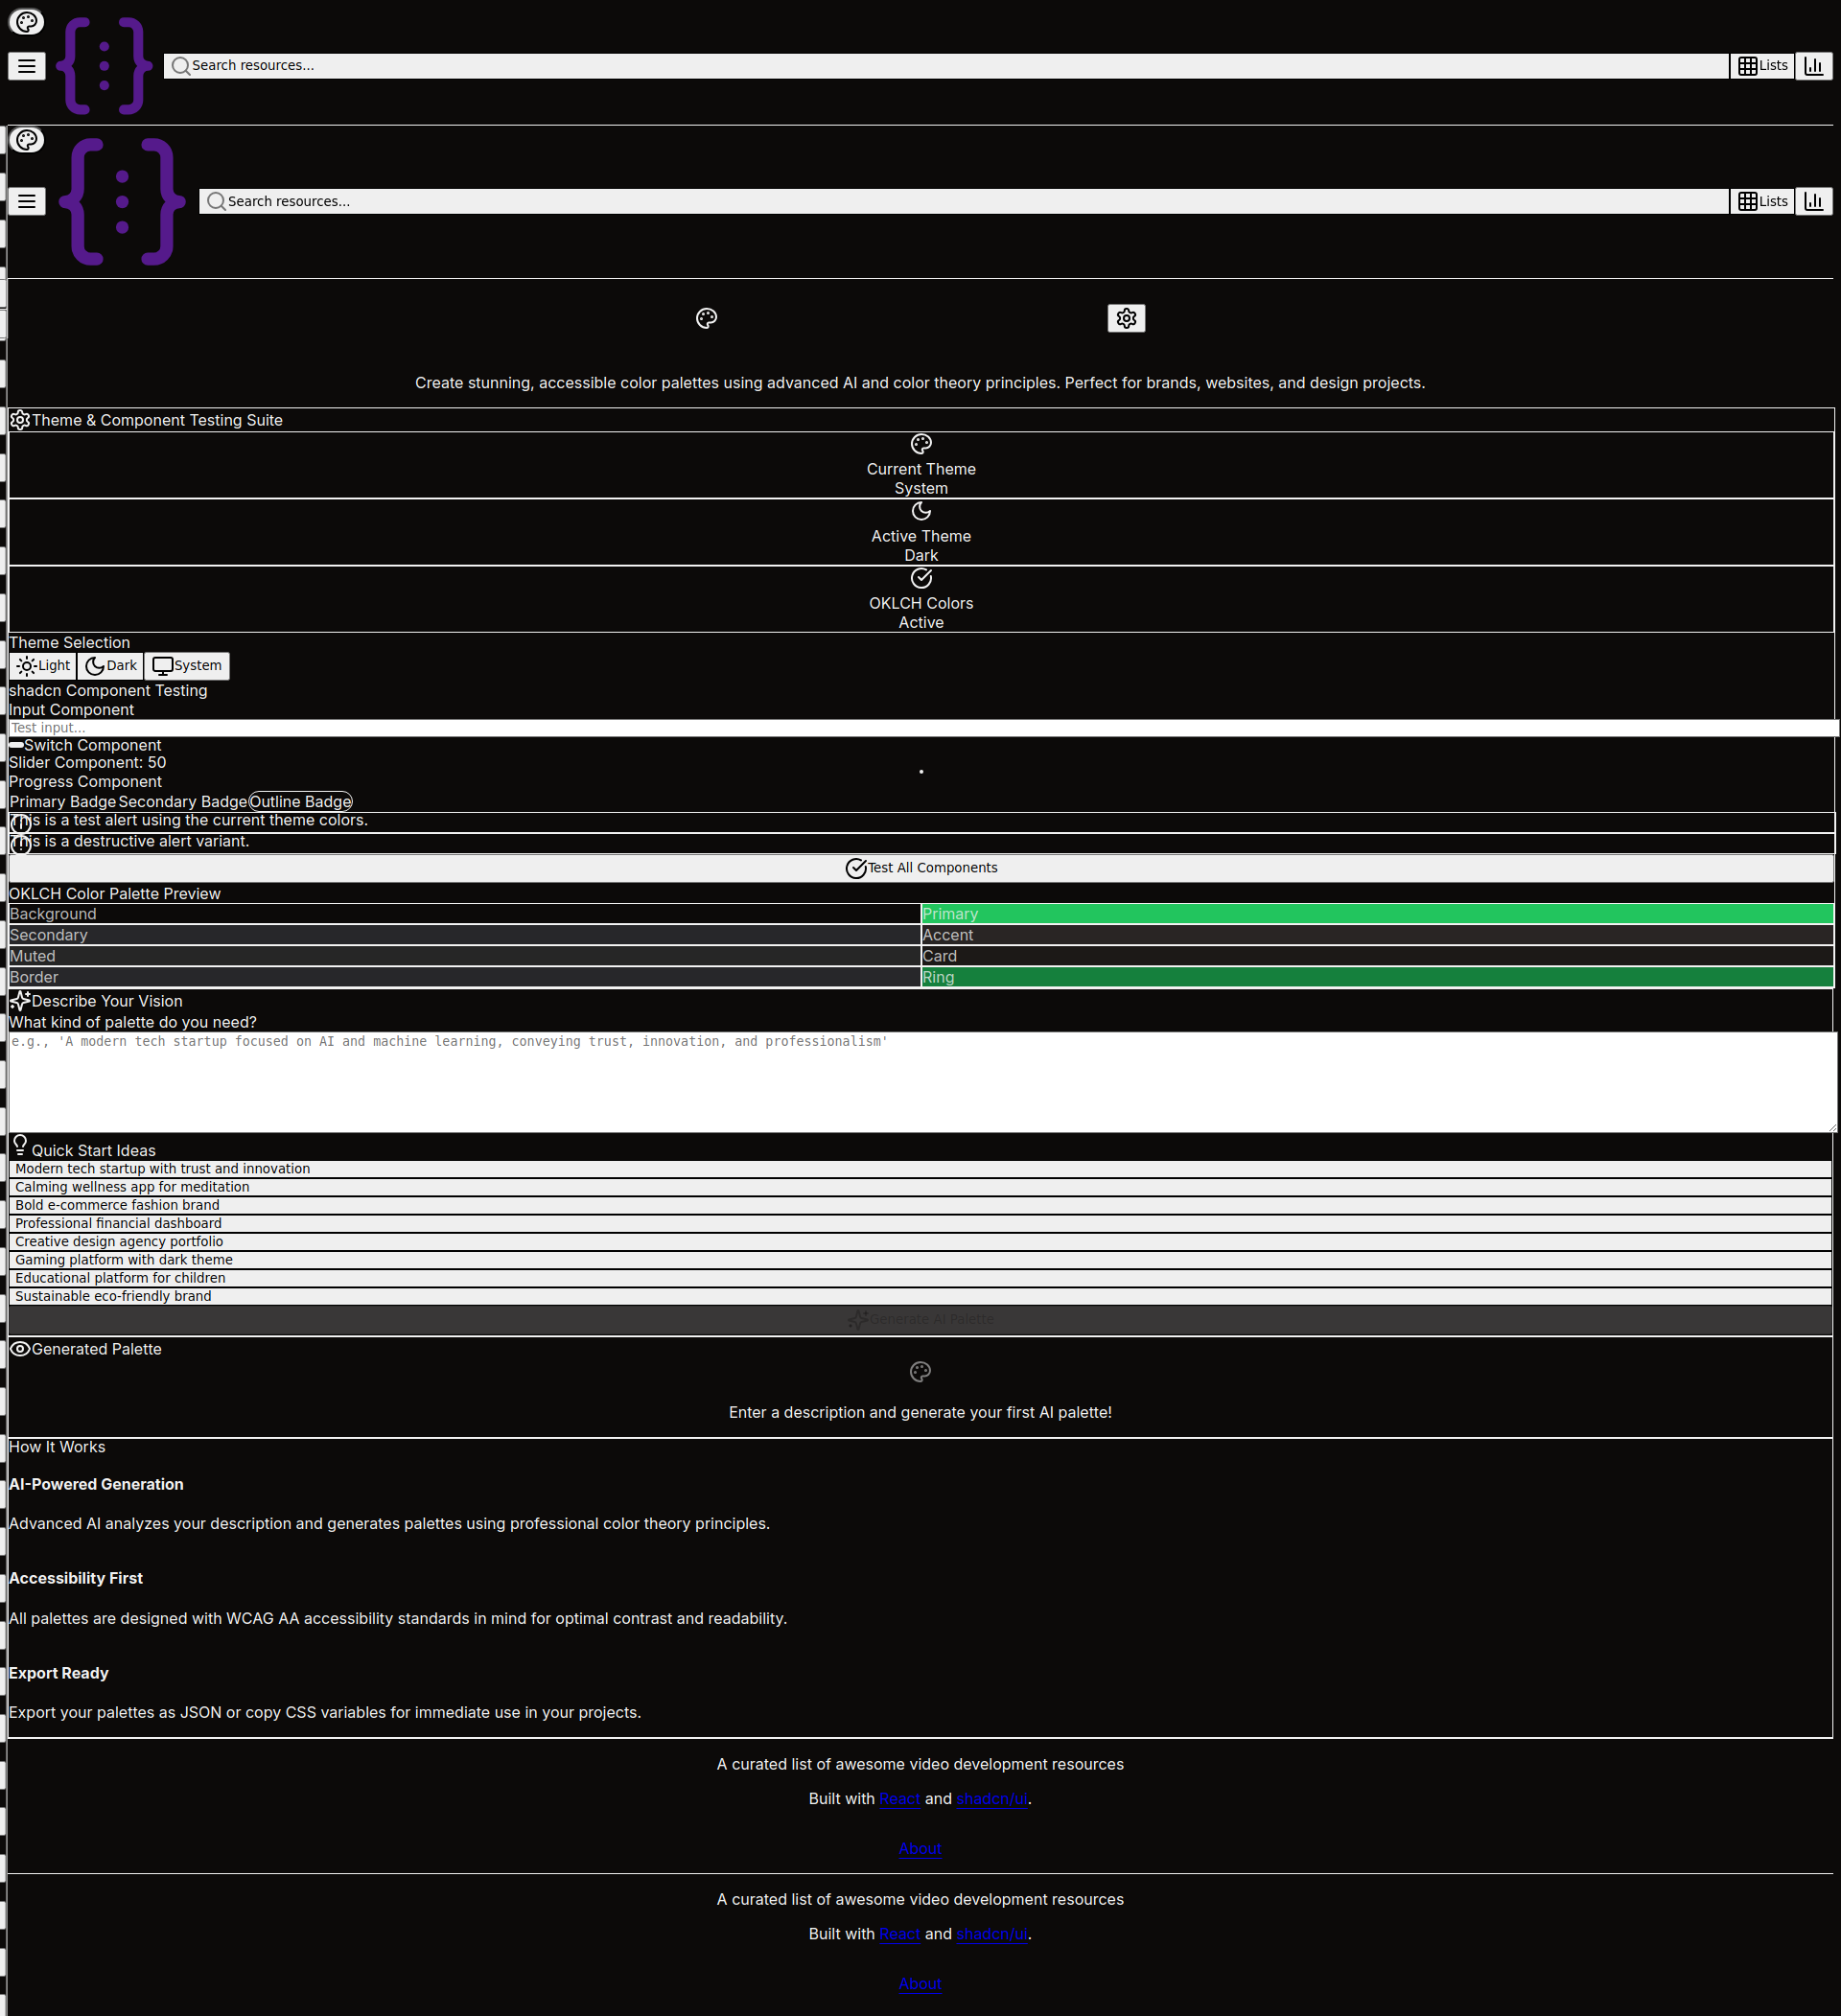 Search resources...
Lists
Search resources...
Lists
Create stunning, accessible color palettes using advanced AI and color theory principles. Perfect for brands, websites, and design projects.
Theme & Component Testing Suite
Current Theme
System
Active Theme
Dark
OKLCH Colors
Active
Theme Selection
Light Dark System
shadcn Component Testing
Input Component
Test input...
Switch Component
Slider Component: 50
Progress Component
Primary Badge Secondary Badge Outline Badge
This is a test alert using the current theme colors.
This is a destructive alert variant.
Test All Components
OKLCH Color Palette Preview
Background Primary
Secondary Accent
Muted Card
Border Ring
Describe Your Vision
What kind of palette do you need?
e.g., 'A modern tech startup focused on AI and machine learning, conveying trust, innovation, and professionalism'
Quick Start Ideas
Modern tech startup with trust and innovation
Calming wellness app for meditation
Bold e-commerce fashion brand
Professional financial dashboard
Creative design agency portfolio
Gaming platform with dark theme
Educational platform for children
Sustainable eco-friendly brand
Generate AI Palette
Generated Palette
Enter a description and generate your first AI palette!
How It Works
AI-Powered Generation
Advanced AI analyzes your description and generates palettes using professional color theory principles.
Accessibility First
All palettes are designed with WCAG AA accessibility standards in mind for optimal contrast and readability.
Export Ready
Export your palettes as JSON or copy CSS variables for immediate use in your projects.
A curated list of awesome video development resources
Built with React and shadcn/ui.
About
A curated list of awesome video development resources
Built with React and shadcn/ui.
About